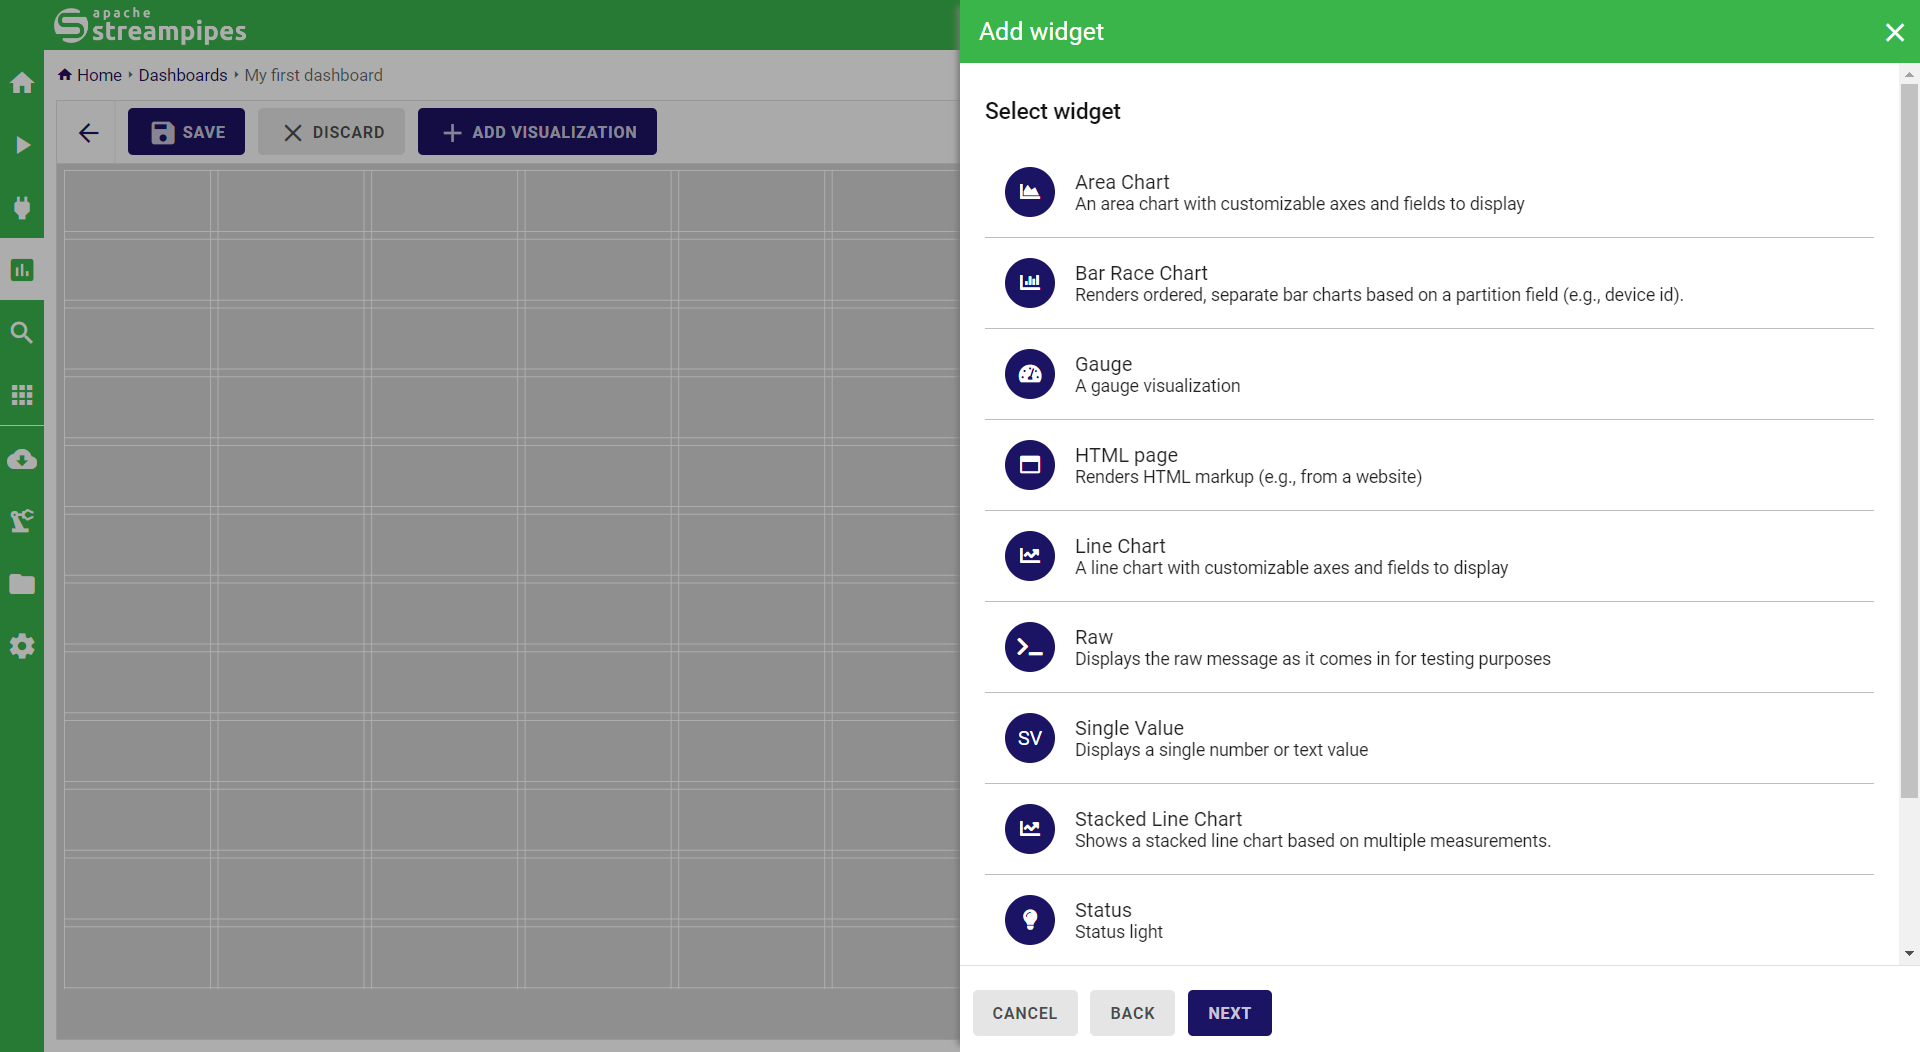 apache
streampipes
Home
Dashboards
My first dashboard
SAVE
DISCARD
ADD VISUALIZATION
Add widget
Select widget
Area Chart
An area chart with customizable axes and fields to display
Bar Race Chart
Renders ordered, separate bar charts based on a partition field (e.g., device id).
Gauge
A gauge visualization
HTML page
Renders HTML markup (e.g., from a website)
Line Chart
A line chart with customizable axes and fields to display
Raw
Displays the raw message as it comes in for testing purposes
SV
Single Value
Displays a single number or text value
Stacked Line Chart
Shows a stacked line chart based on multiple measurements.
Status
Status light
CANCEL
BACK
NEXT